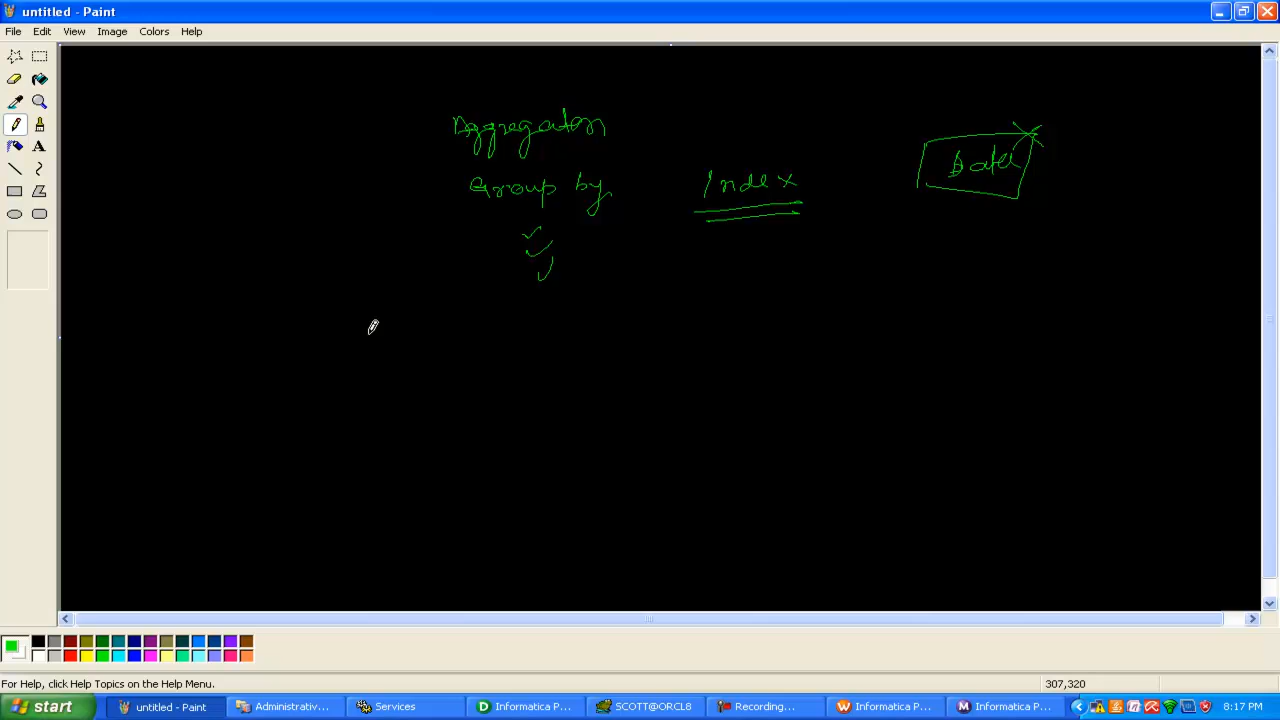 untitled - Paint
File Edit View Image Colors Help
Aggregator
Group by
Index
Data
For Help, click Help Topics on the Help Menu.
307,320
start
untitled - Paint
Administrativ...
Services
Informatica P...
SCOTT@ORCL8
Recording...
Informatica P...
Informatica P...
8:17 PM